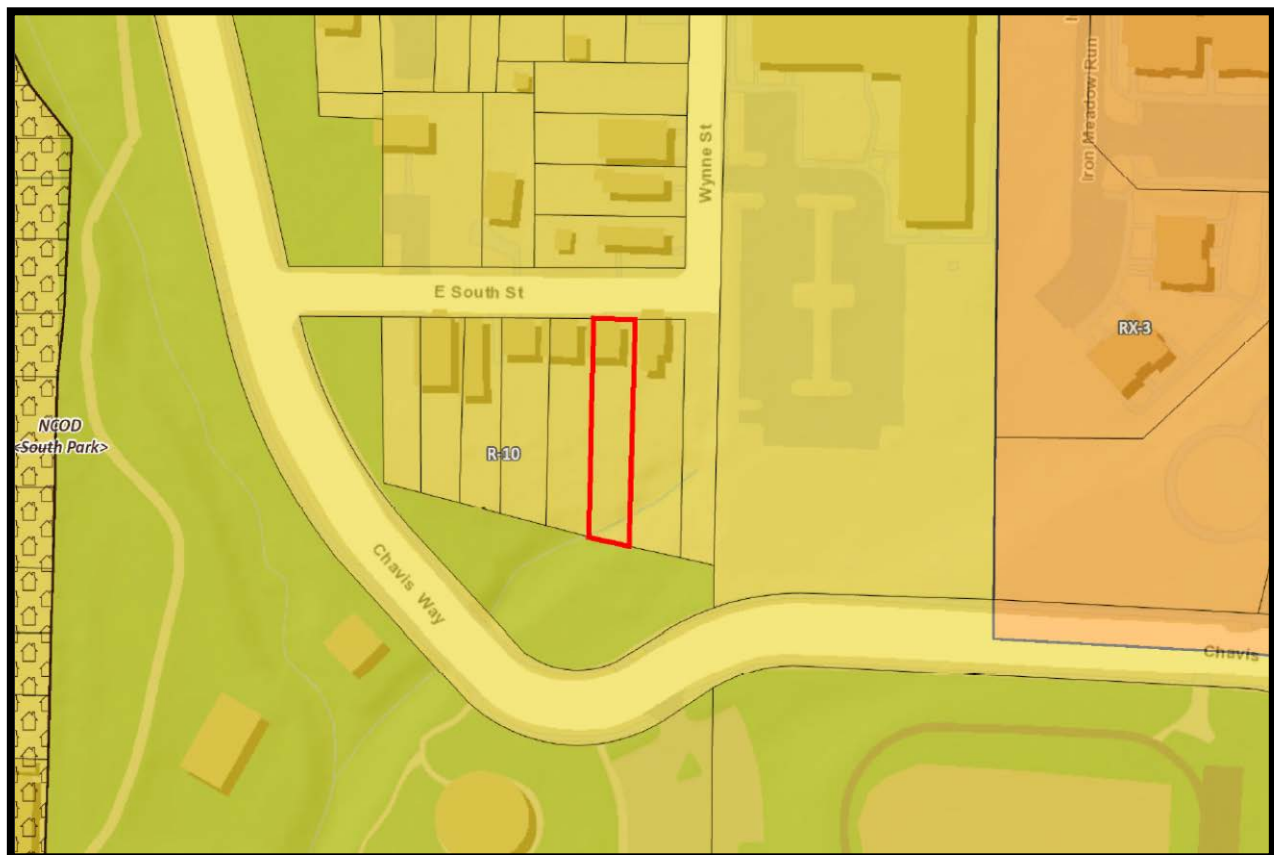 Iron Meadow Run
Wynne St
E South St
RX-3
NCOD
<South Park>
R-10
Chavis Way
Chavis